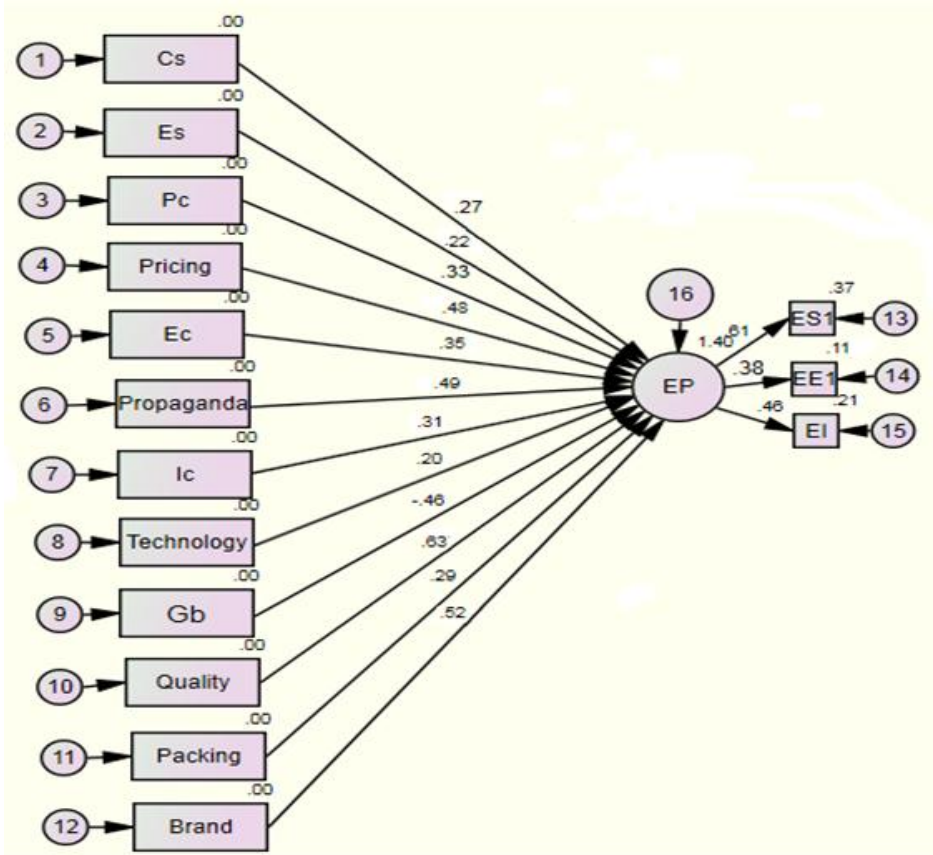 .00
1
Cs
.00
2
Es
.00
3
Pc
.00
4
Pricing
.00
5
Ec
.00
6
Propaganda
.00
7
Ic
.00
8
Technology
.00
9
Gb
.00
10
Quality
.00
11
Packing
.00
12
Brand
.27
.22
.33
.48
.35
.49
.31
.20
-.46
.63
.29
.52
16
1.40
EP
.61
.38
.46
.37
ES1
13
.11
EE1
14
.21
EI
15